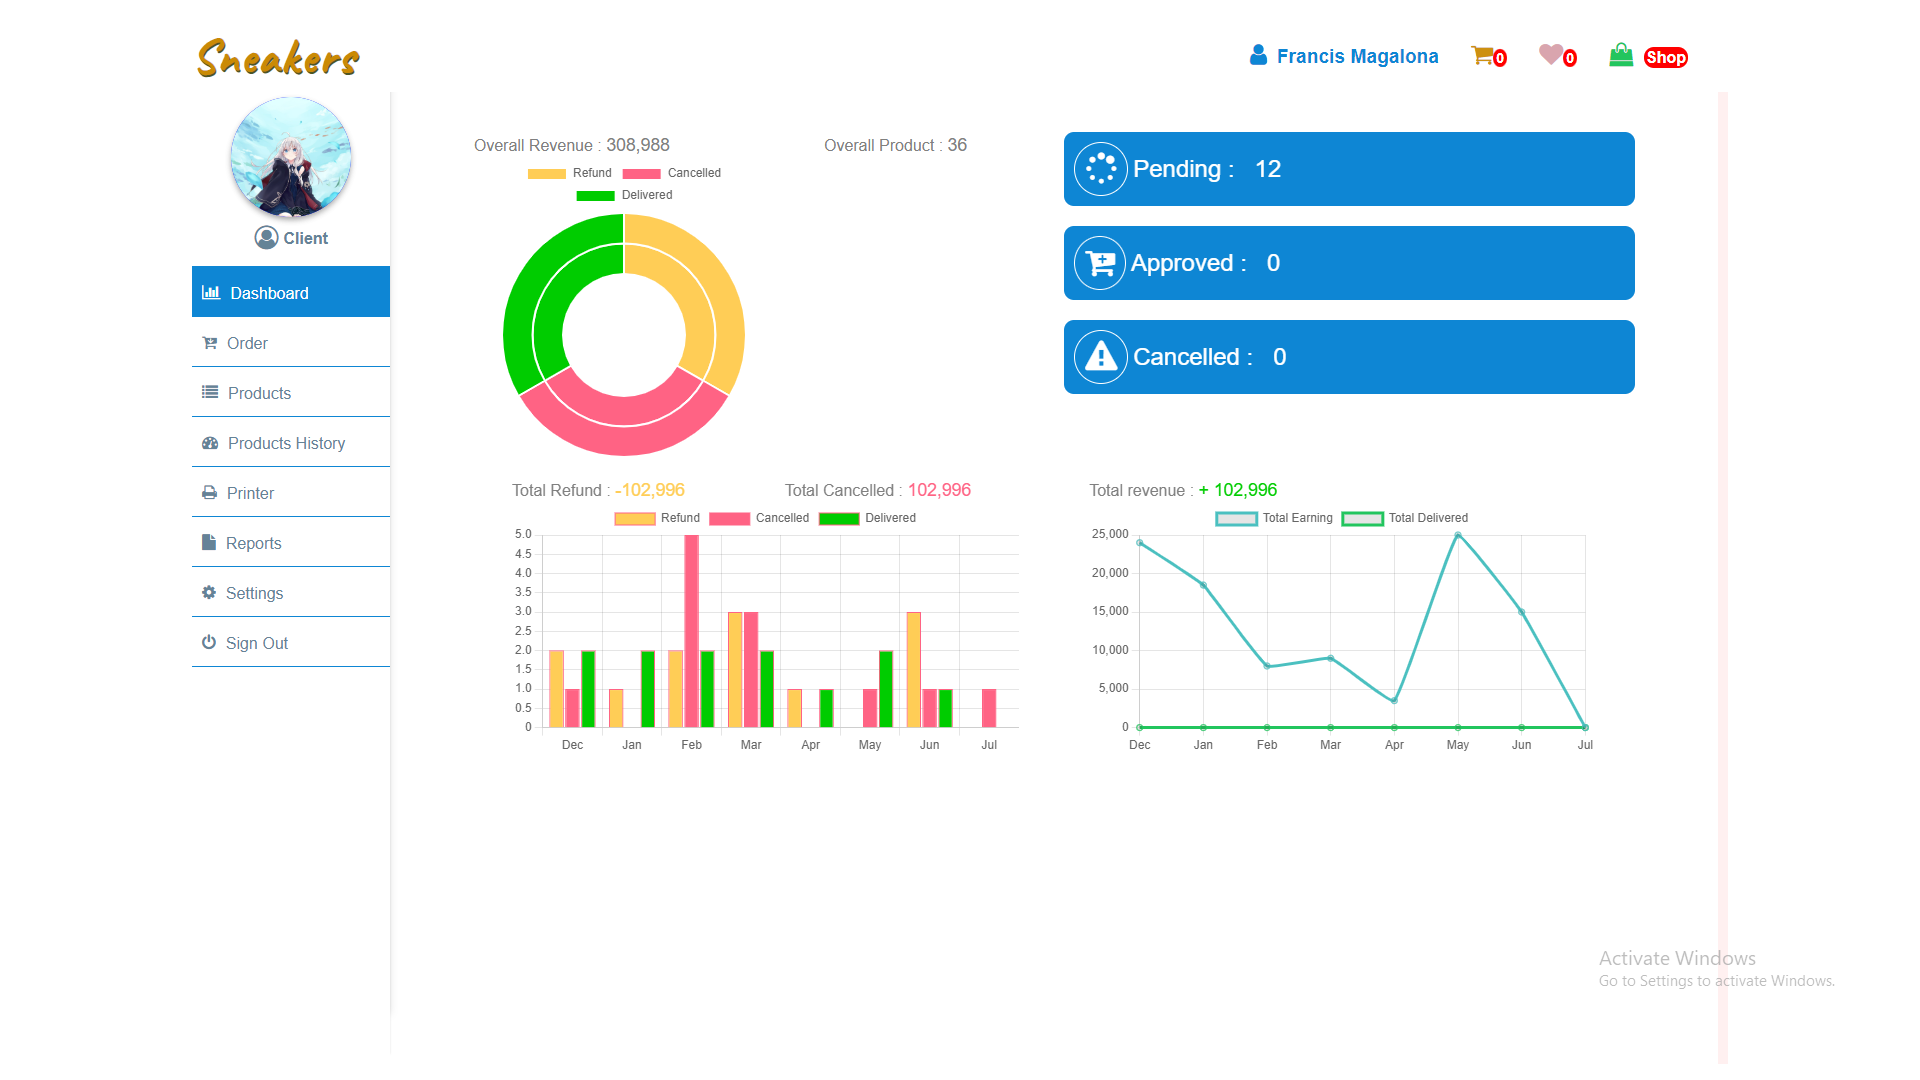 Sneakers
Francis Magalona 0 0 Shop
Client
Dashboard
Order
Products
Products History
Printer
Reports
Settings
Sign Out
Overall Revenue : 308,988
Overall Product : 36
Refund Cancelled
Delivered
Pending : 12
Approved : 0
Cancelled : 0
Total Refund : -102,996
Total Cancelled : 102,996
Refund Cancelled Delivered
5.0
4.5
4.0
3.5
3.0
2.5
2.0
1.5
1.0
0.5
0
Dec Jan Feb Mar Apr May Jun Jul
Total revenue : + 102,996
Total Earning Total Delivered
25,000
20,000
15,000
10,000
5,000
0
Dec Jan Feb Mar Apr May Jun Jul
Activate Windows
Go to Settings to activate Windows.